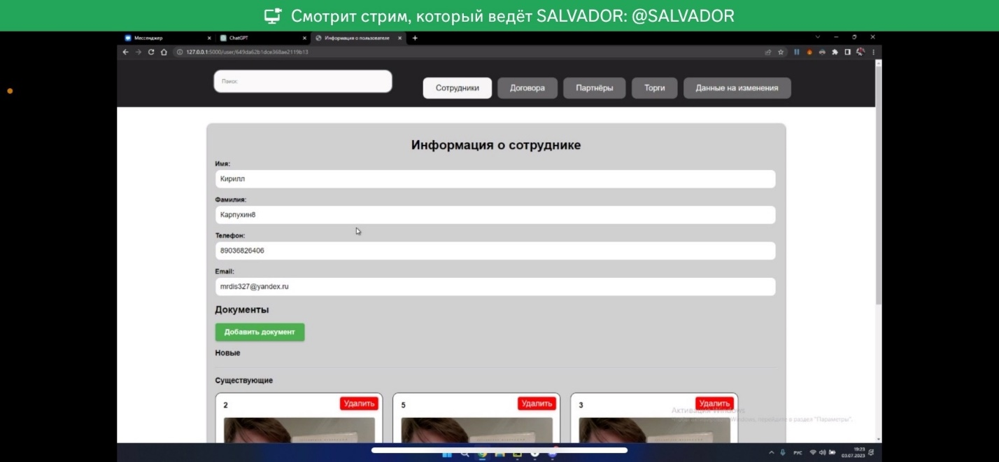 Смотрит стрим, который ведёт SALVADOR: @SALVADOR
Мессенджер
ChatGPT
Информация о пользователе
127.0.0.1:5000/user/649da62b1dce368ae2119b13
Поиск:
Сотрудники
Договора
Партнёры
Торги
Данные на изменения
Информация о сотруднике
Имя:
Кирилл
Фамилия:
Карпухин8
Телефон:
89036826406
Email:
mrdis327@yandex.ru
Документы
Добавить документ
Новые
Существующие
2 Удалить
5 Удалить
3 Удалить
Активация Windows
перейдите в раздел "Параметры".
РУС
19:23
03.07.2023